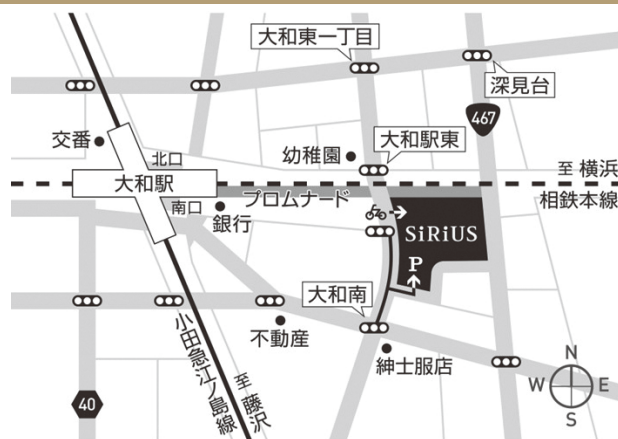 大和東一丁目
深見台
467
交番
北口
幼稚園
大和駅東
至 横浜
大和駅
相鉄本線
南口
プロムナード
銀行
SiRiUS
P
大和南
不動産
紳士服店
小田急江ノ島線
至 藤沢
40
N
W
E
S